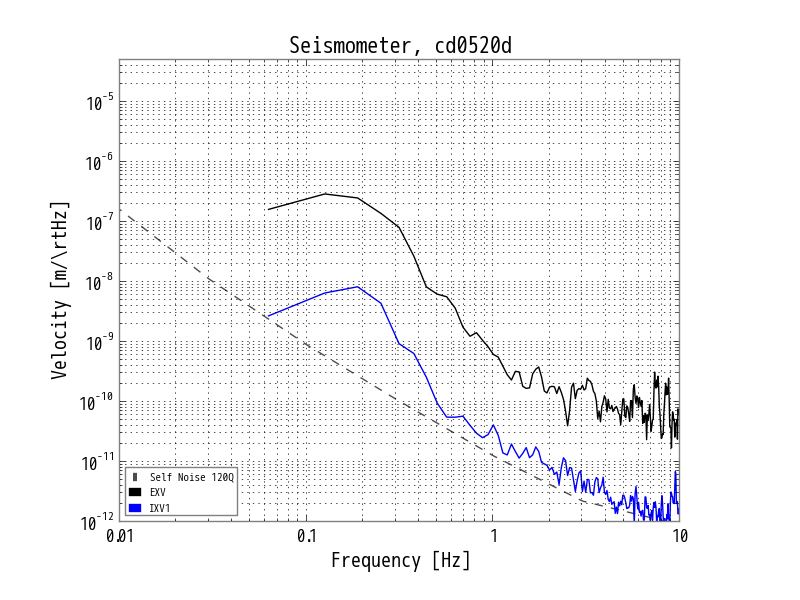 Seismometer, cd0520d
Velocity [m/\rtHz]
10^-5
10^-6
10^-7
10^-8
10^-9
10^-10
10^-11
10^-12
Self Noise 120Q
EXV
IXV1
0.01 0.1 1 10
Frequency [Hz]